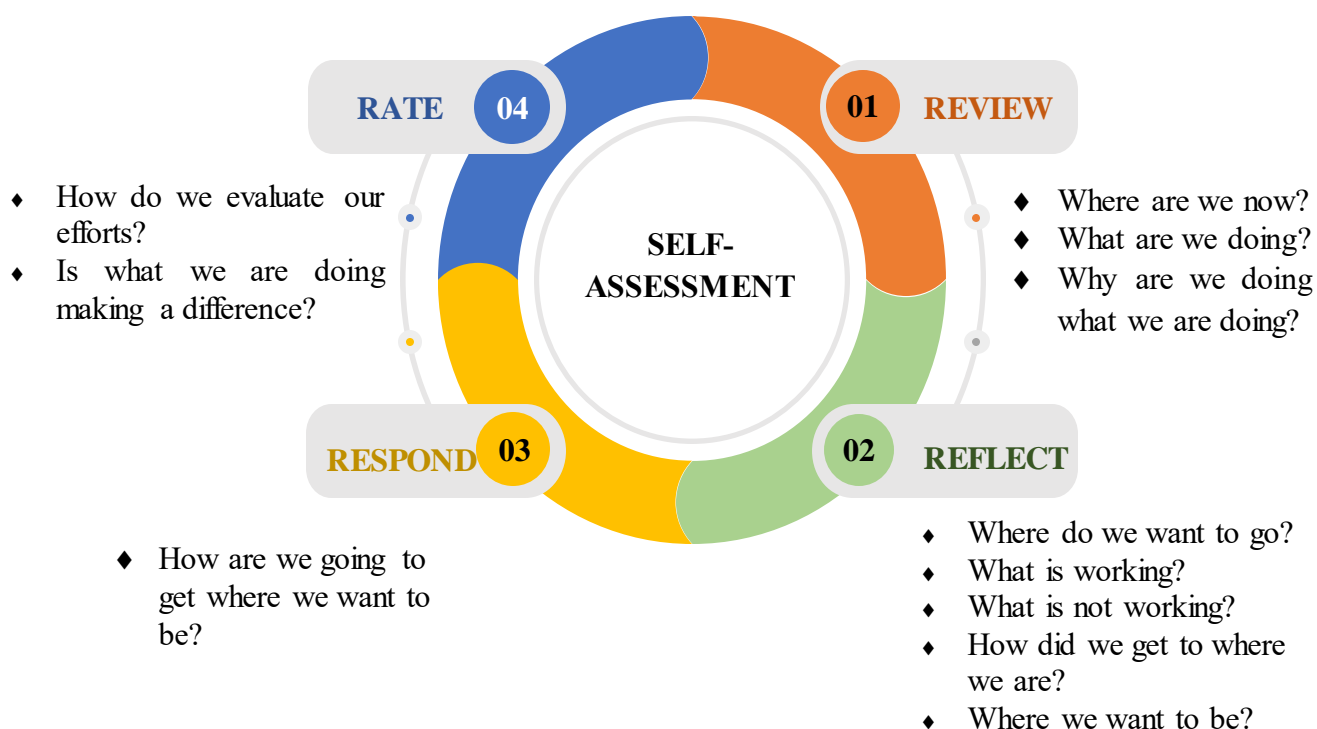 SELF-
ASSESSMENT
01 REVIEW
♦ Where are we now?
♦ What are we doing?
♦ Why are we doing
what we are doing?
02 REFLECT
♦ Where do we want to go?
♦ What is working?
♦ What is not working?
♦ How did we get to where
we are?
♦ Where we want to be?
RESPOND 03
♦ How are we going to
get where we want to
be?
RATE 04
♦ How do we evaluate our
efforts?
♦ Is what we are doing
making a difference?